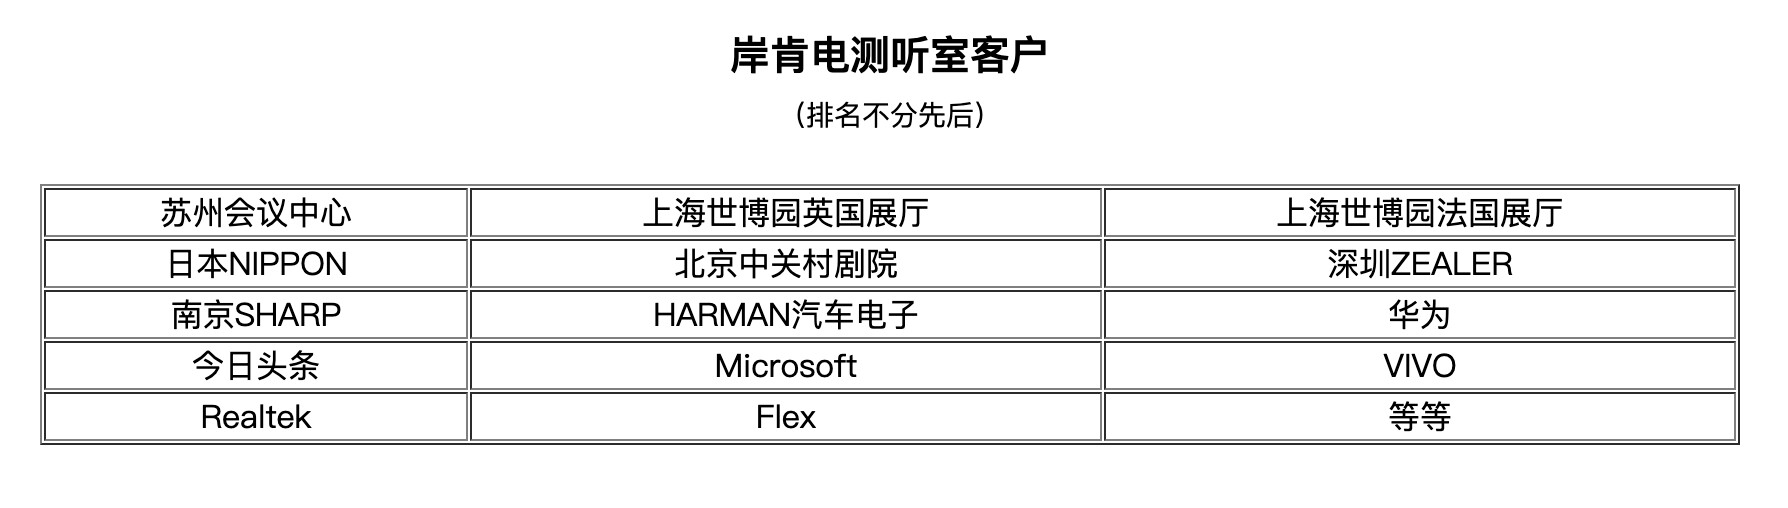 岸肯电测听室客户
（排名不分先后）
苏州会议中心 上海世博园英国展厅 上海世博园法国展厅
日本NIPPON 北京中关村剧院 深圳ZEALER
南京SHARP HARMAN汽车电子 华为
今日头条 Microsoft VIVO
Realtek Flex 等等